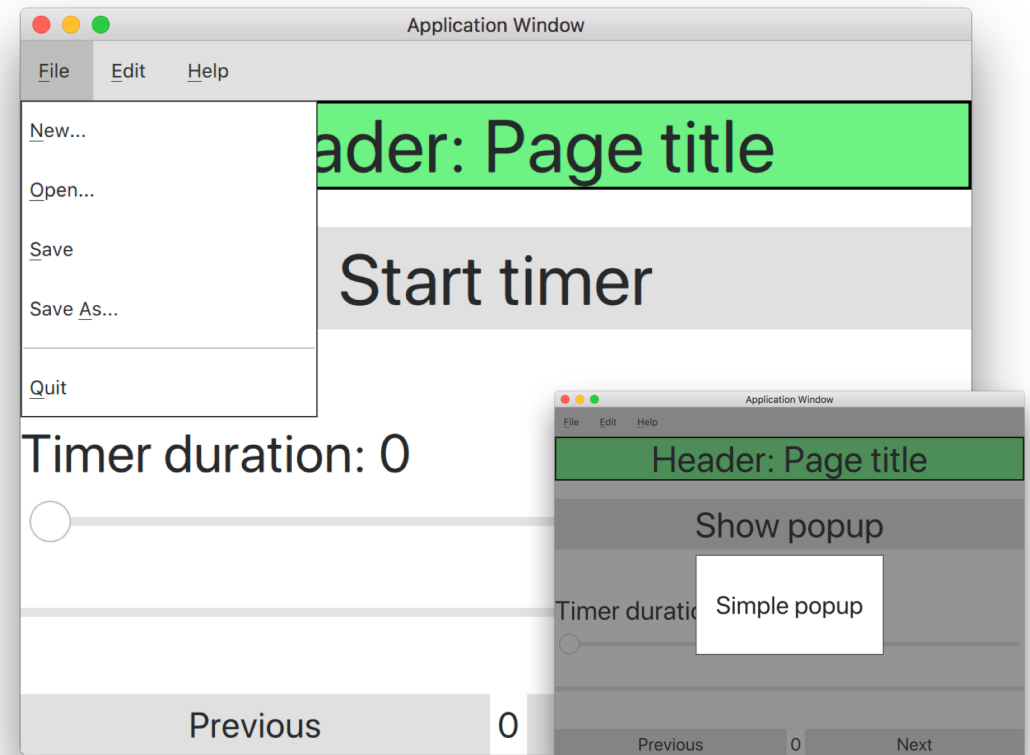 Application Window
File Edit Help
New...
ader: Page title
Open...
Save
Start timer
Save As...
Quit
Timer duration: 0
Previous 0
Application Window
File Edit Help
Header: Page title
Show popup
Simple popup
Timer duratic
Previous 0 Next